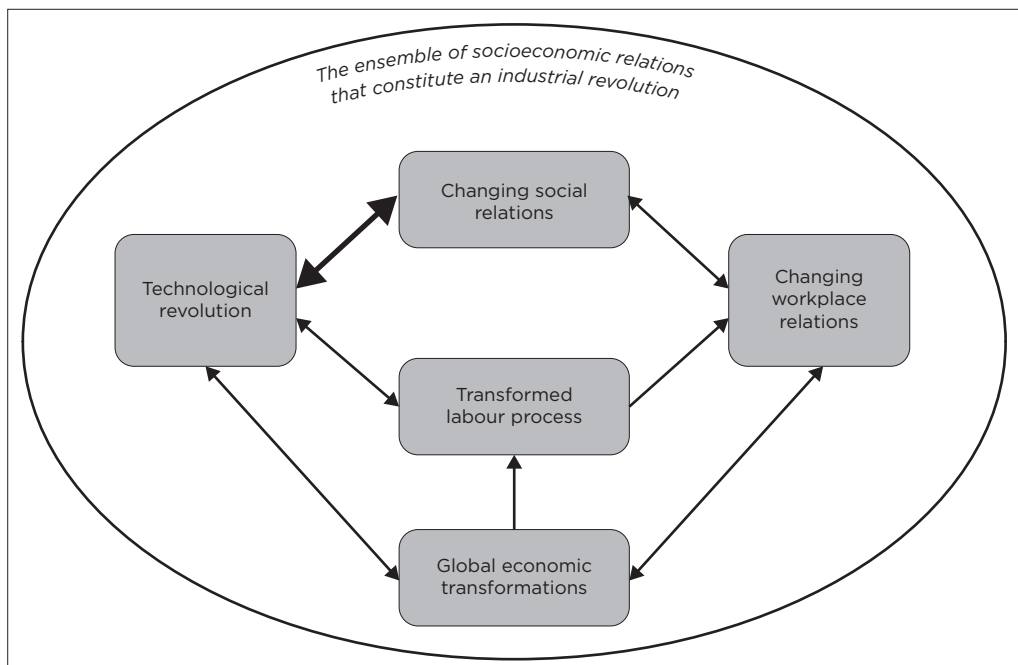 The ensemble of socioeconomic relations
that constitute an industrial revolution
Changing social
relations
Technological
revolution
Changing
workplace
relations
Transformed
labour process
Global economic
transformations